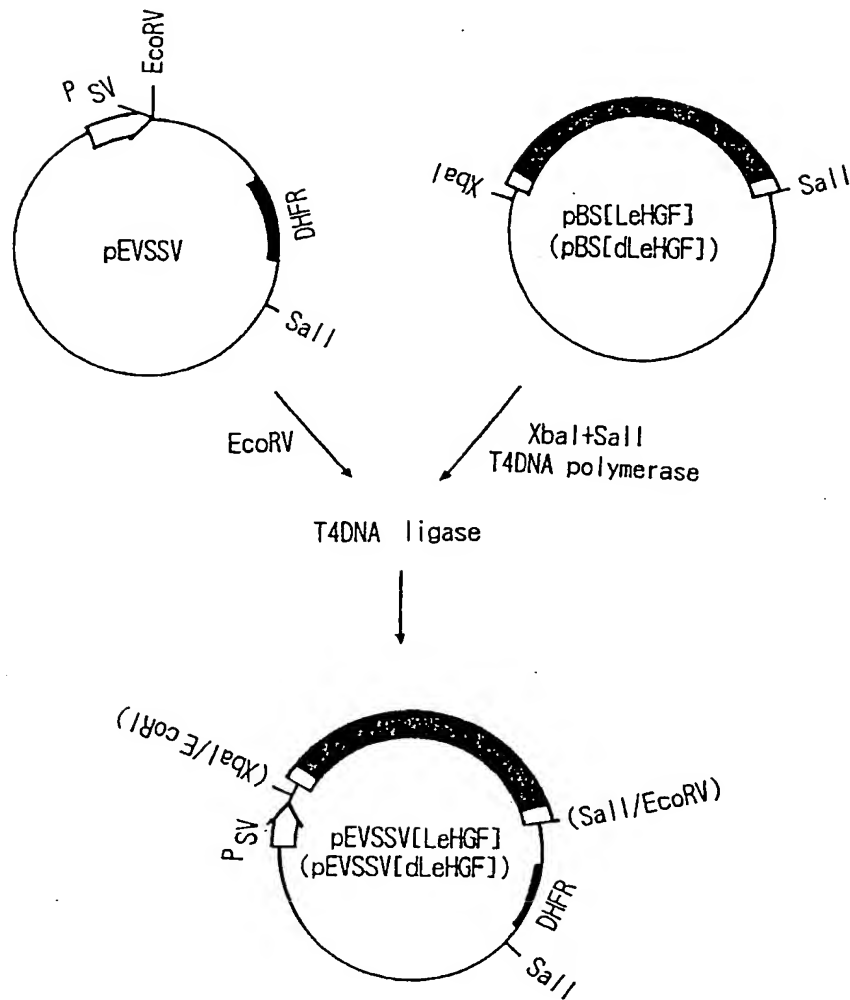 P SV
EcoRV
DHFR
pEVSSV
SalI
XbaI
pBS[LeHGF]
(pBS[dLeHGF])
SalI
EcoRV
XbaI+SalI
T4DNA polymerase
T4DNA ligase
(XbaI/EcoRI)
PSV
pEVSSV[LeHGF]
(pEVSSV[dLeHGF])
(SalI/EcoRV)
DHFR
SalI